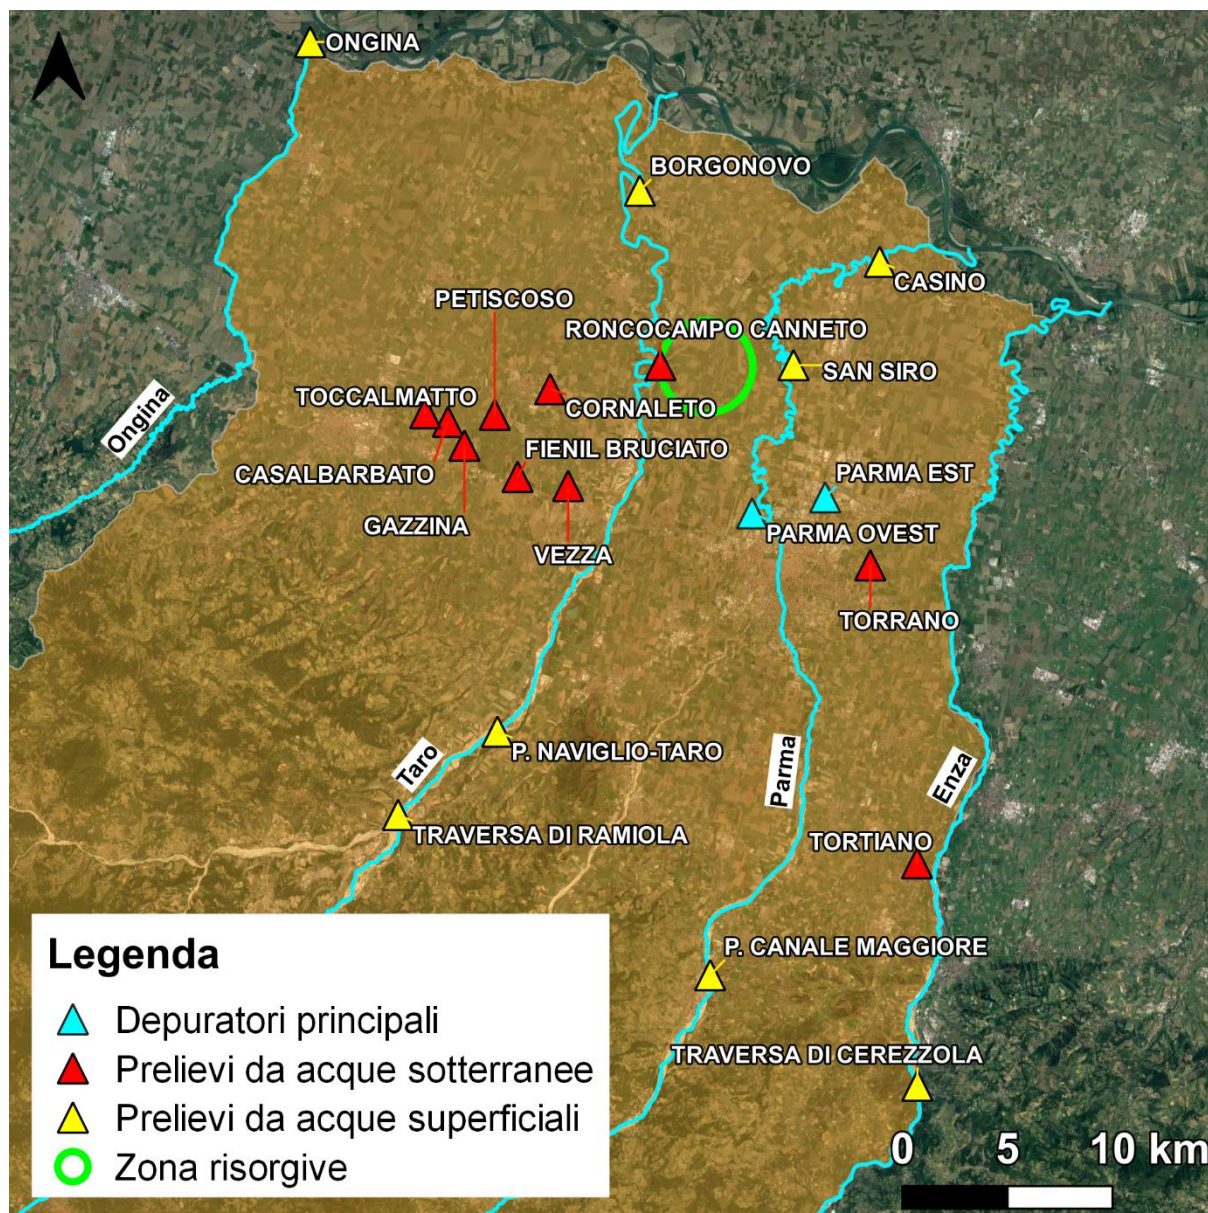 ONGINA
BORGONOVO
CASINO
PETISCOSO
RONCOCAMPO CANNETO
SAN SIRO
TOCCALMATTO
CORNALETO
Ongina
FIENIL BRUCIATO
CASALBARBATO
PARMA EST
GAZZINA
PARMA OVEST
VEZZA
TORRANO
P. NAVIGLIO-TARO
Taro
Parma
Enza
TRAVERSA DI RAMIOLA
TORTIANO
P. CANALE MAGGIORE
TRAVERSA DI CEREZZOLA
Legenda
Depuratori principali
Prelievi da acque sotterranee
Prelievi da acque superficiali
Zona risorgive
0 5 10 km